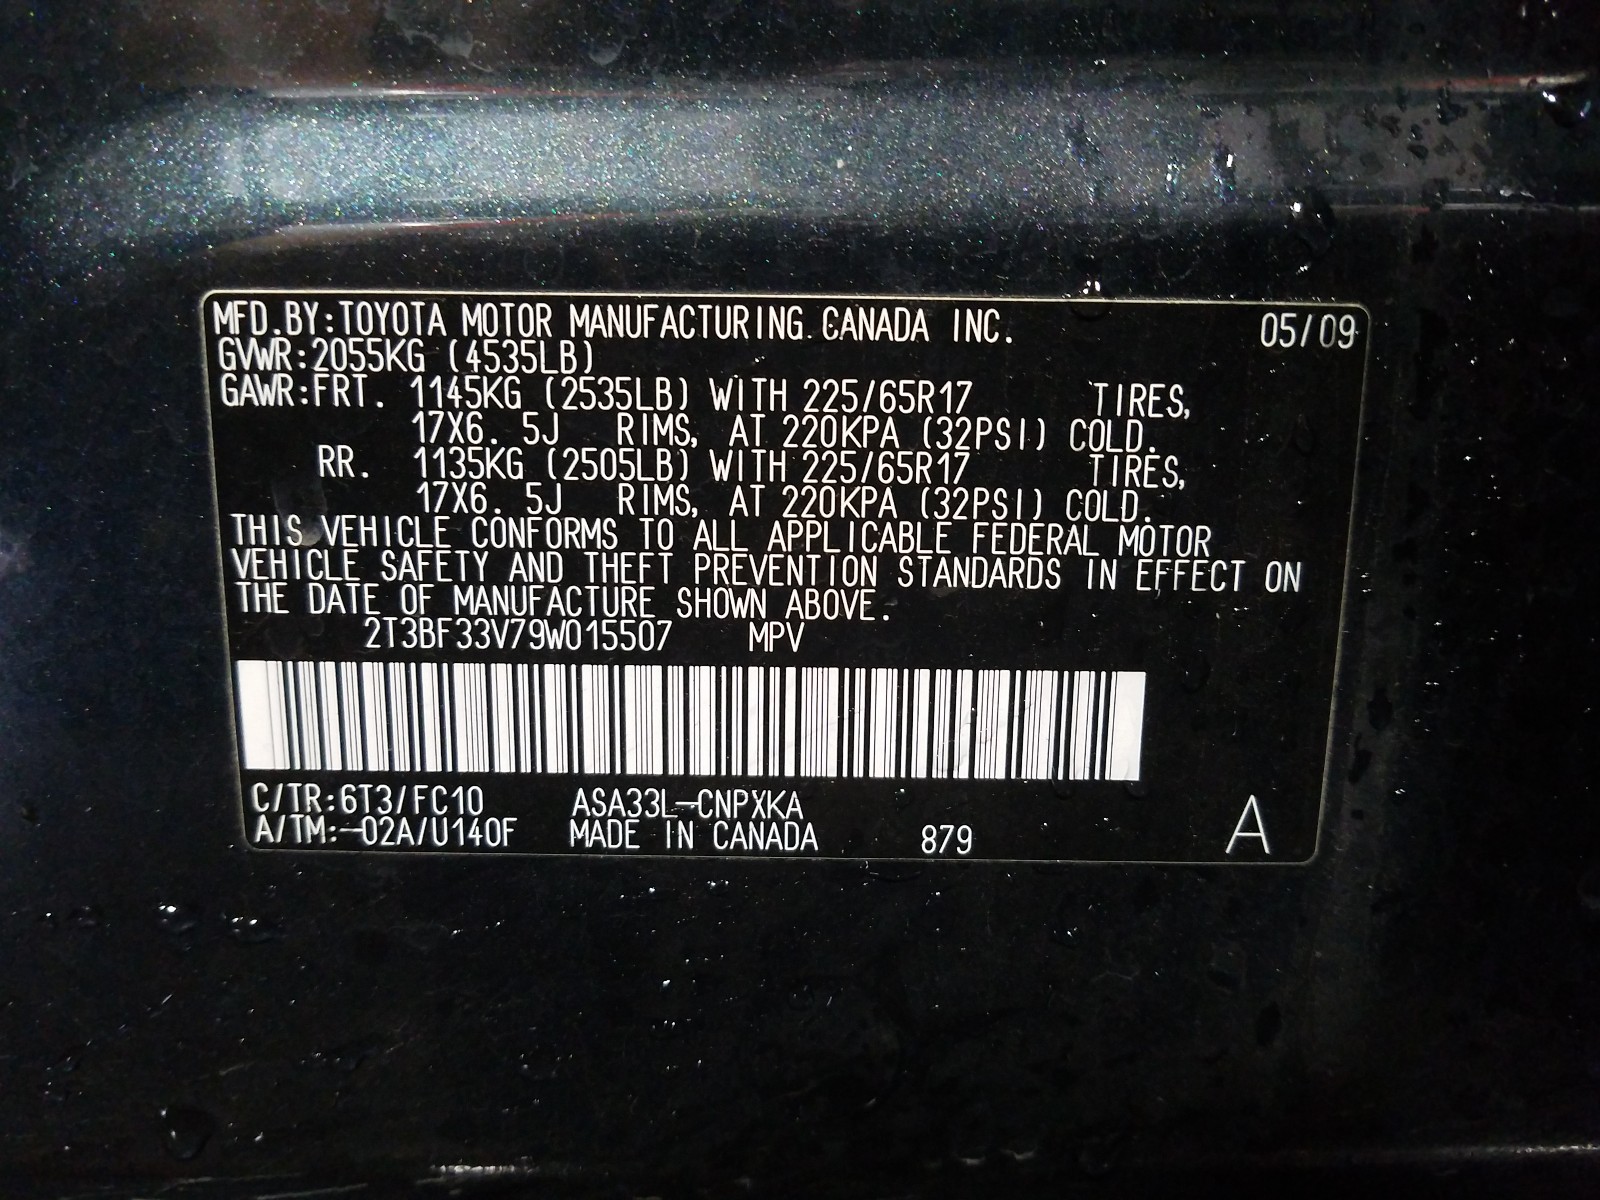 MFD.BY:TOYOTA MOTOR MANUFACTURING CANADA INC. 05/09
GVWR:2055KG (4535LB)
GAWR:FRT. 1145KG (2535LB) WITH 225/65R17 TIRES,
17X6.5J RIMS, AT 220KPA (32PSI) COLD.
RR. 1135KG (2505LB) WITH 225/65R17 TIRES,
17X6.5J RIMS, AT 220KPA (32PSI) COLD.
THIS VEHICLE CONFORMS TO ALL APPLICABLE FEDERAL MOTOR
VEHICLE SAFETY AND THEFT PREVENTION STANDARDS IN EFFECT ON
THE DATE OF MANUFACTURE SHOWN ABOVE.
2T3BF33V79W015507 MPV
C/TR:6T3/FC10 ASA33L-CNPXKA
A/TM:-02A/U140F MADE IN CANADA 879 A